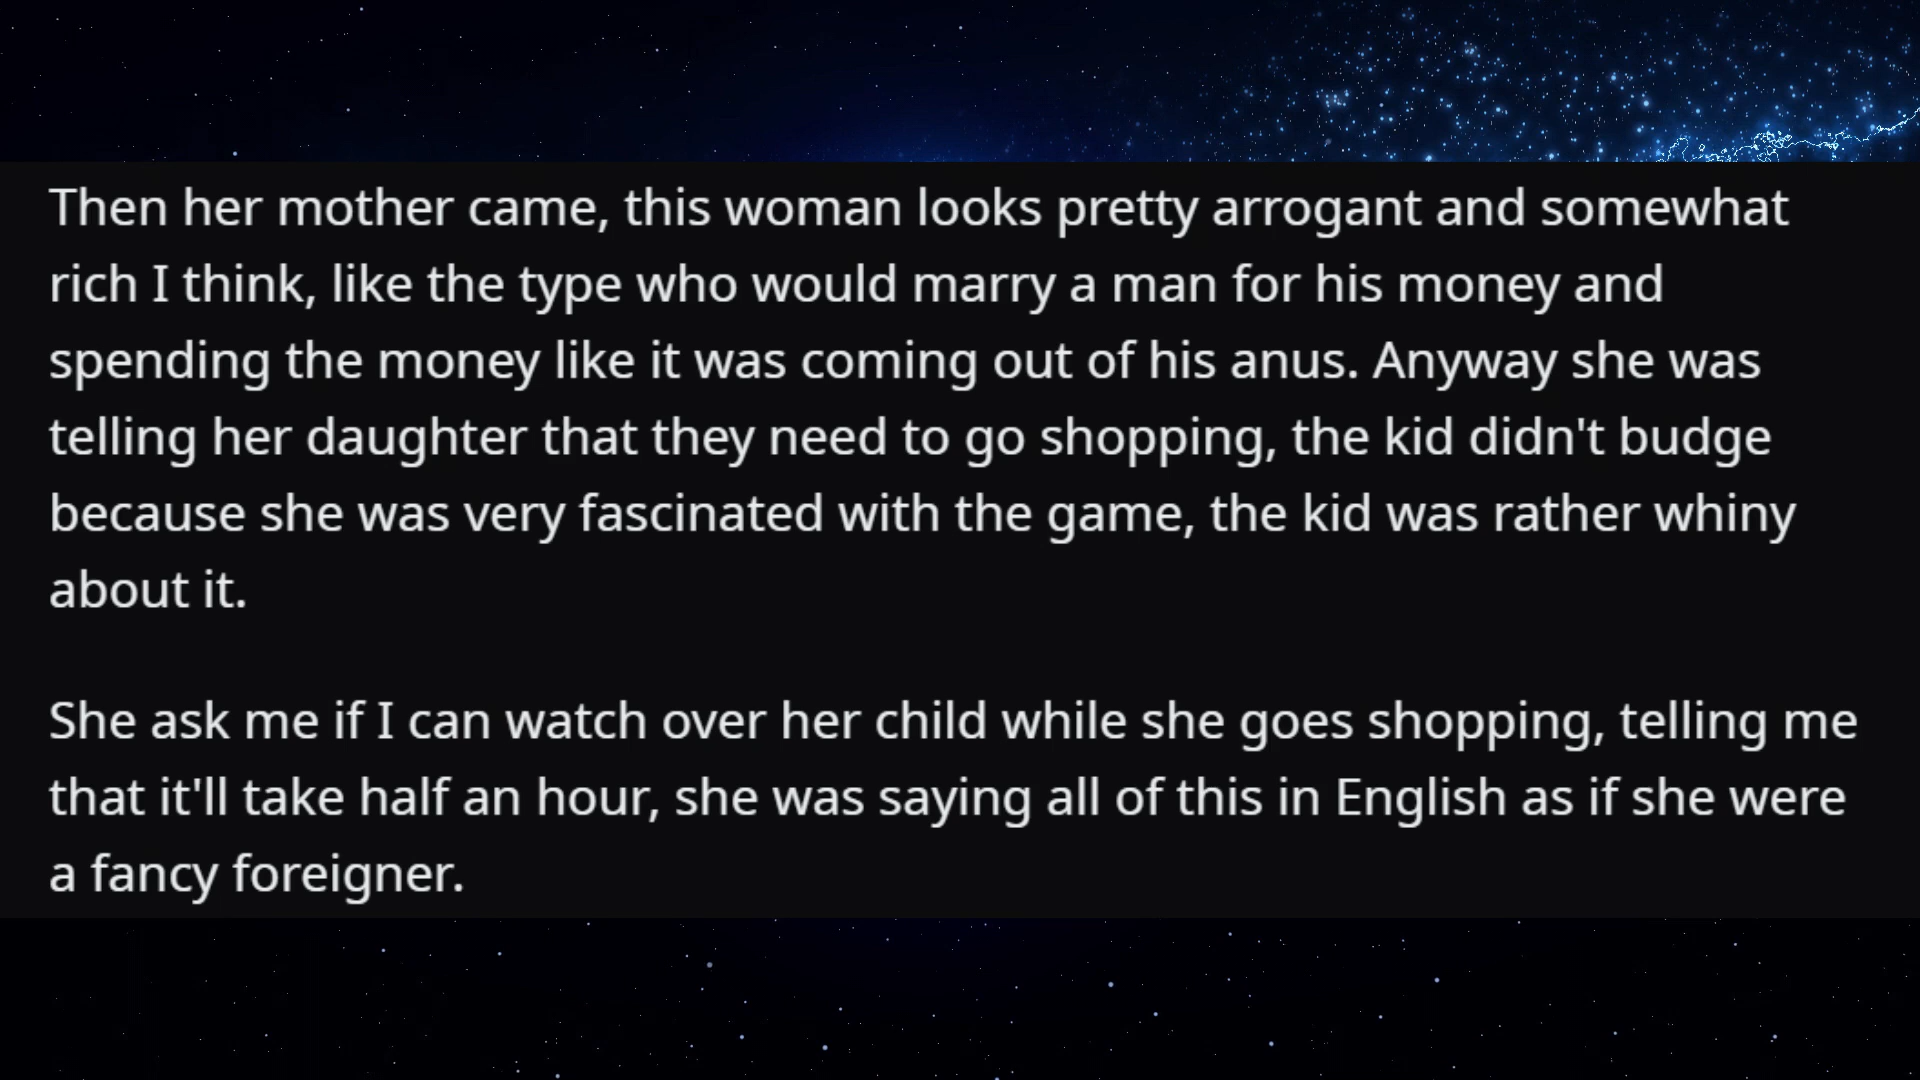 Then her mother came, this woman looks pretty arrogant and somewhat
rich I think, like the type who would marry a man for his money and
spending the money like it was coming out of his anus. Anyway she was
telling her daughter that they need to go shopping, the kid didn't budge
because she was very fascinated with the game, the kid was rather whiny
about it.
She ask me if I can watch over her child while she goes shopping, telling me
that it'll take half an hour, she was saying all of this in English as if she were
a fancy foreigner.